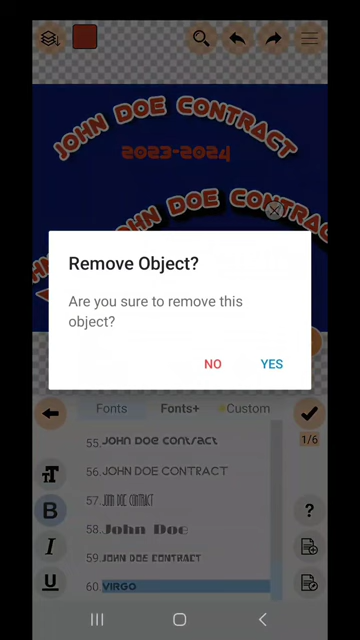 JOHN DOE CONTRACT
2023-2024
JOHN DOE CONTRA
HN
Remove Object?
Are you sure to remove this
object?
NO
YES
Fonts
Fonts+
Custom
1/6
55. John Doe Contract
56. JOHN DOE CONTRACT
57. JOHN DOE CONTRACT
58. John Doe
59. JOHN DOE CONTRACT
60. VIRGO
T
B
I
U
?